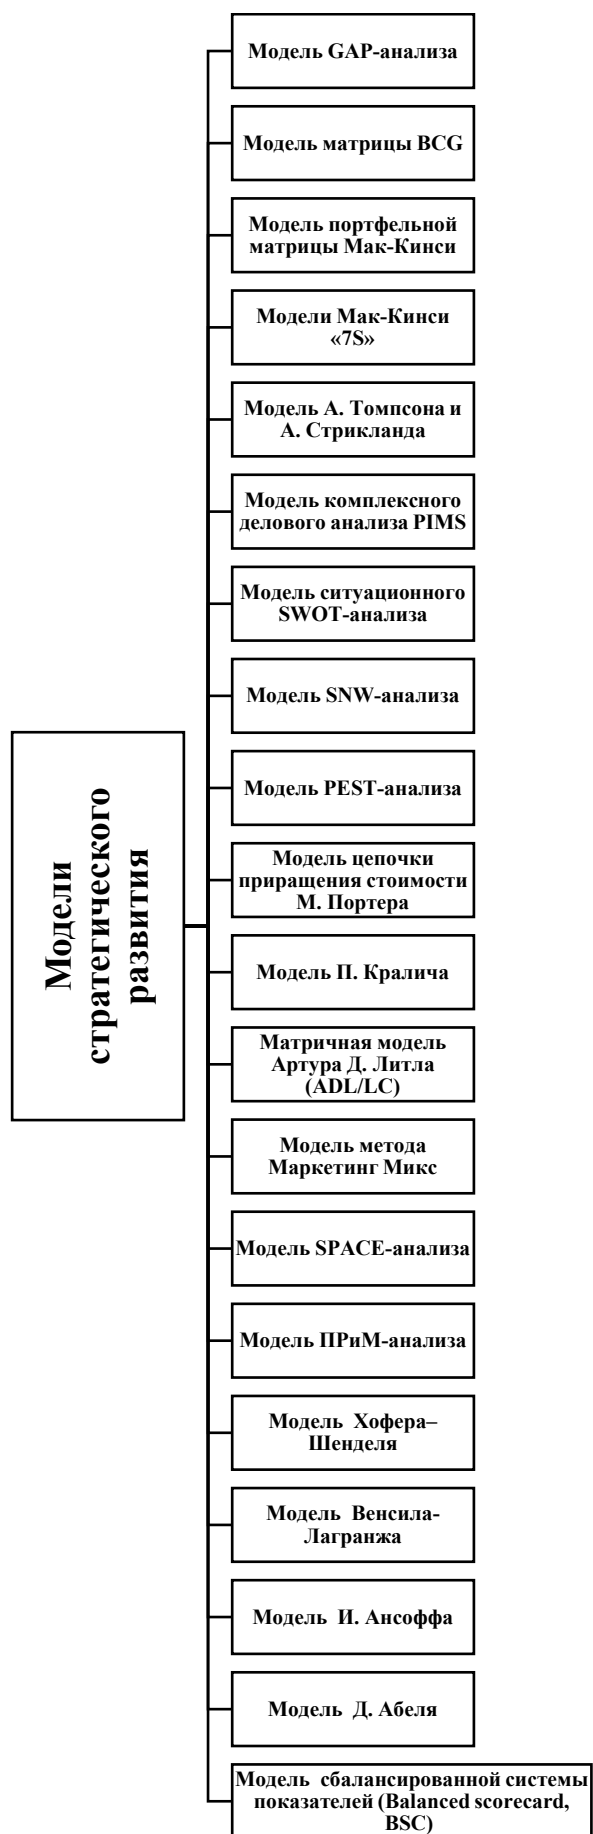 Модели
стратегического
развития
Модель GAP-анализа
Модель матрицы BCG
Модель портфельной
матрицы Мак-Кинси
Модели Мак-Кинси
«7S»
Модель А. Томпсона и
А. Стрикланда
Модель комплексного
делового анализа PIMS
Модель ситуационного
SWOT-анализа
Модель SNW-анализа
Модель PEST-анализа
Модель цепочки
приращения стоимости
М. Портера
Модель П. Кралича
Матричная модель
Артура Д. Литла
(ADL/LC)
Модель метода
Маркетинг Микс
Модель SPACE-анализа
Модель ПРиМ-анализа
Модель Хофера–
Шенделя
Модель Венсила-
Лагранжа
Модель И. Ансоффа
Модель Д. Абеля
Модель сбалансированной системы
показателей (Balanced scorecard,
BSC)